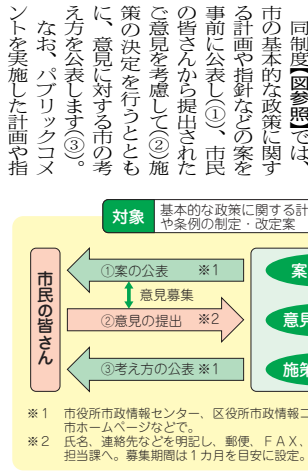 同制度【図参照】では、
市の基本的な政策に関す
る計画や指針などの案を
事前に公表し(①)、市民
の皆さんから提出された
ご意見を考慮して(②)施
策の決定を行うととも
に、意見に対する市の考
え方を公表します(③)。
なお、パブリックコメ
ントを実施した計画や指
対象
基本的な政策に関する計
や条例の制定・改定案
市民の皆さん
①案の公表 ※1
意見募集
②意見の提出 ※2
③考え方の公表 ※1
案
意見
施策
※1 市役所市政情報センター、区役所市政情報コ
市ホームページなどで。
※2 氏名、連絡先などを明記し、郵便、FAX、
担当課へ。募集期間は1カ月を目安に設定。